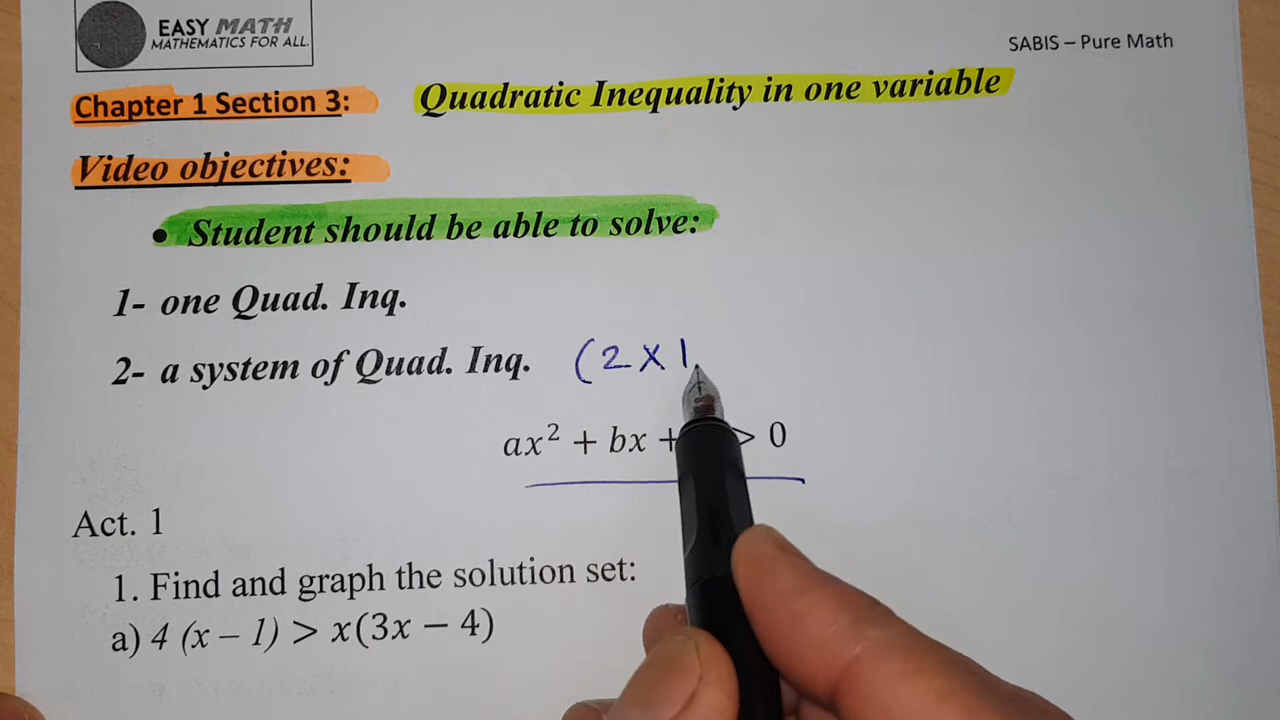 EASY MATH
MATHEMATICS FOR ALL.
SABIS – Pure Math
Chapter 1 Section 3: Quadratic Inequality in one variable
Video objectives:
• Student should be able to solve:
1- one Quad. Inq.
2- a system of Quad. Inq. (2 X 1
ax² + bx + > 0
Act. 1
1. Find and graph the solution set:
a) 4 (x – 1) > x(3x − 4)